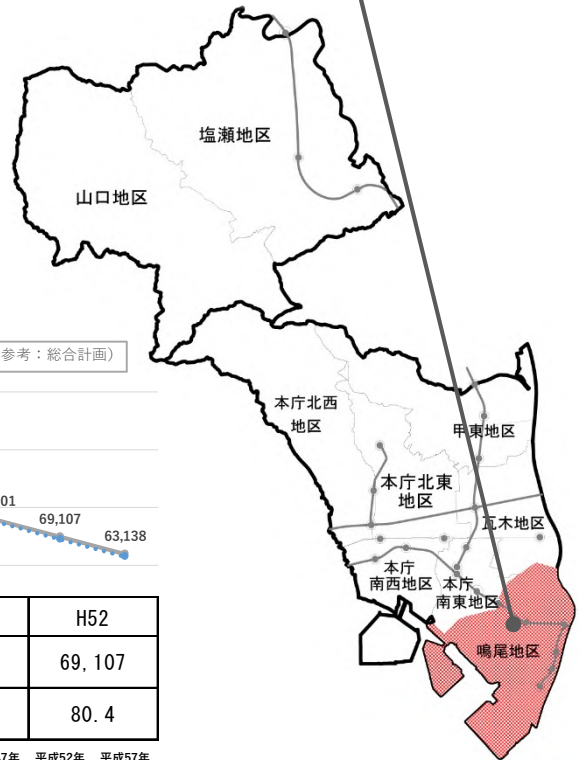 塩瀬地区
山口地区
参考：総合計画）
本庁北西
地区
甲東地区
本庁北東
地区
01
69,107
63,138
瓦木地区
本庁
南西地区
本庁
南東地区
鳴尾地区
H52
69,107
80.4
7年 平成52年 平成57年